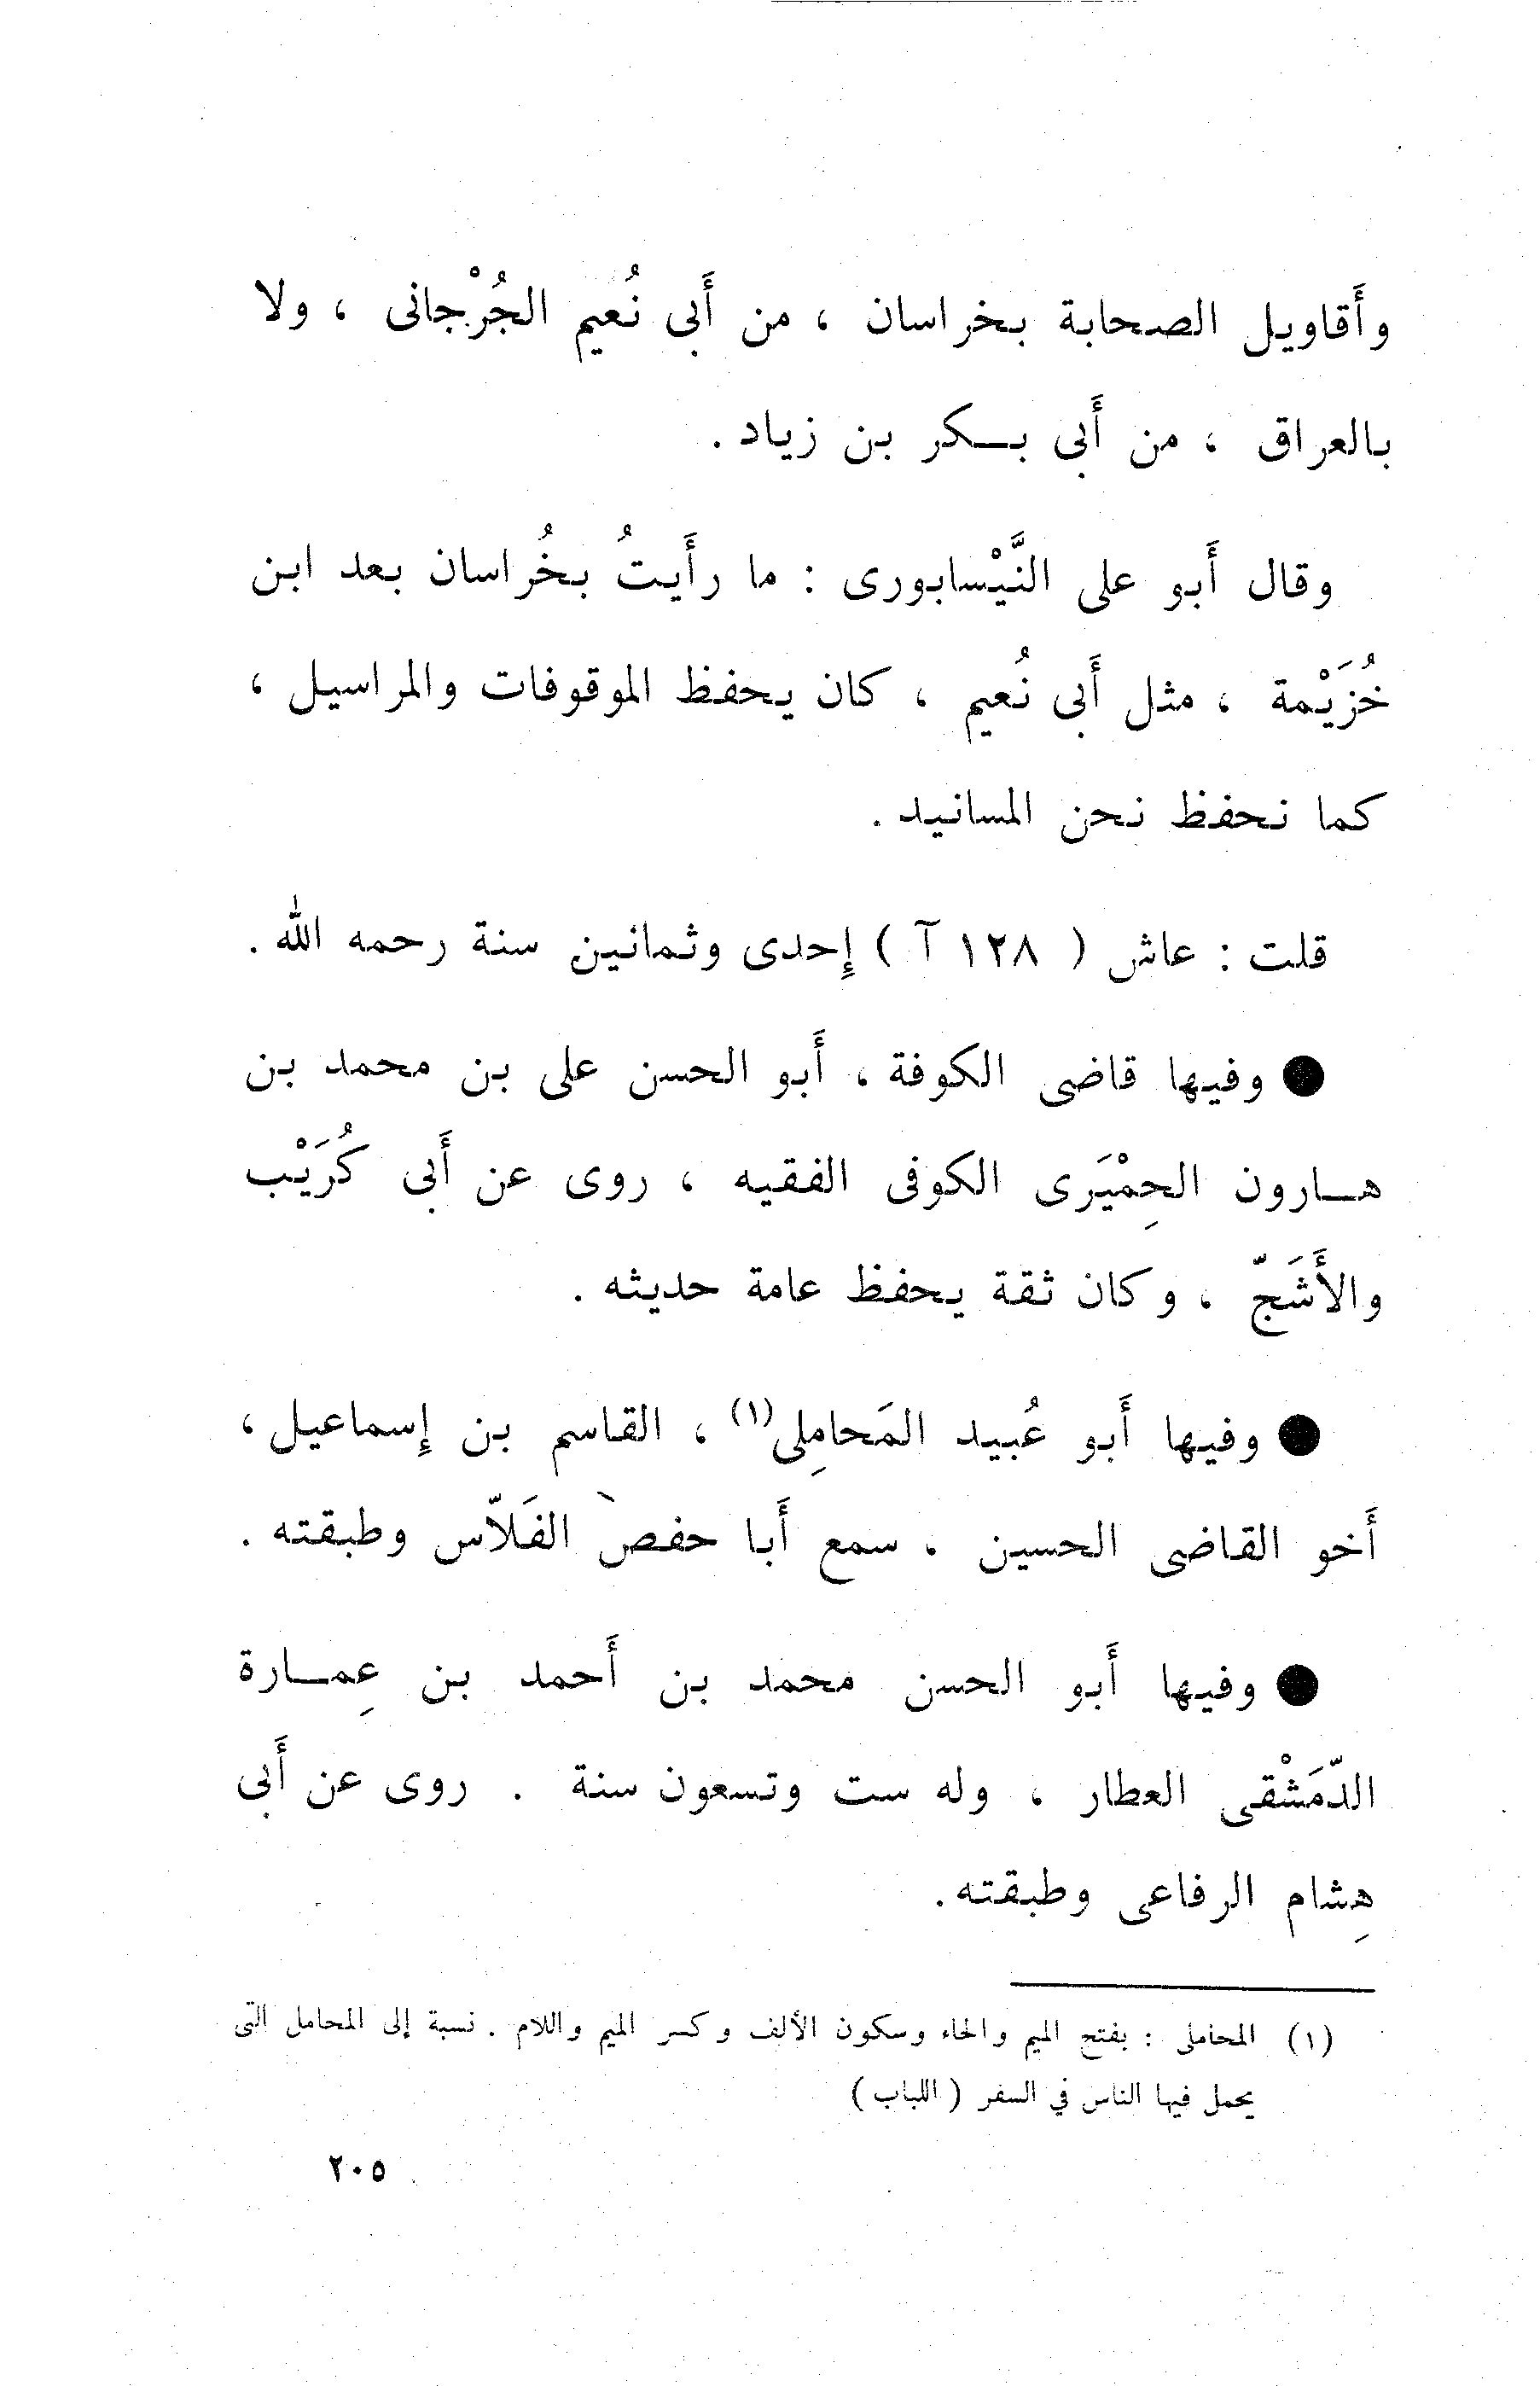 وأَقاويل الصحابة بخراسان ، من أَبى نُعيم الجُرْجانى ، ولا
بالعراق ، من أَبى بــكر بن زياد .
وقال أَبو على النَّيْسابورى : ما رأَيتُ بخُراسان بعد ابن
خُزَيْمة ، مثل أَبى نُعيم ، كان يحفظ الموقوفات والمراسيل ،
كما نحفظ نحن المسانيد .
قلت : عاش ( ١٢٨ آ ) إحدى وثمانين سنة رحمه الله .
● وفيها قاضى الكوفة ، أَبو الحسن على بن محمد بن
هــارون الحِمْيَرى الكوفى الفقيه ، روى عن أَبى كُرَيْب
والأَشَجّ ، وكان ثقة يحفظ عامة حديثه .
● وفيها أَبو عُبيد المَحامِلى(١) ، القاسم بن إسماعيل ،
أَخو القاضى الحسين . سمع أَبا حفص الفَلاَّس وطبقته .
● وفيها أَبو الحسن محمد بن أَحمد بن عِمــارة
الدّمَشْقى العطار ، وله ست وتسعون سنة . روى عن أَبى
هِشام الرفاعى وطبقته .
(١) المحاملى : بفتح الميم والحاء وسكون الألف وكسر الميم واللام . نسبة إلى المحامل التى
يحمل فيها الناس في السفر ( اللباب )
٢٠٥